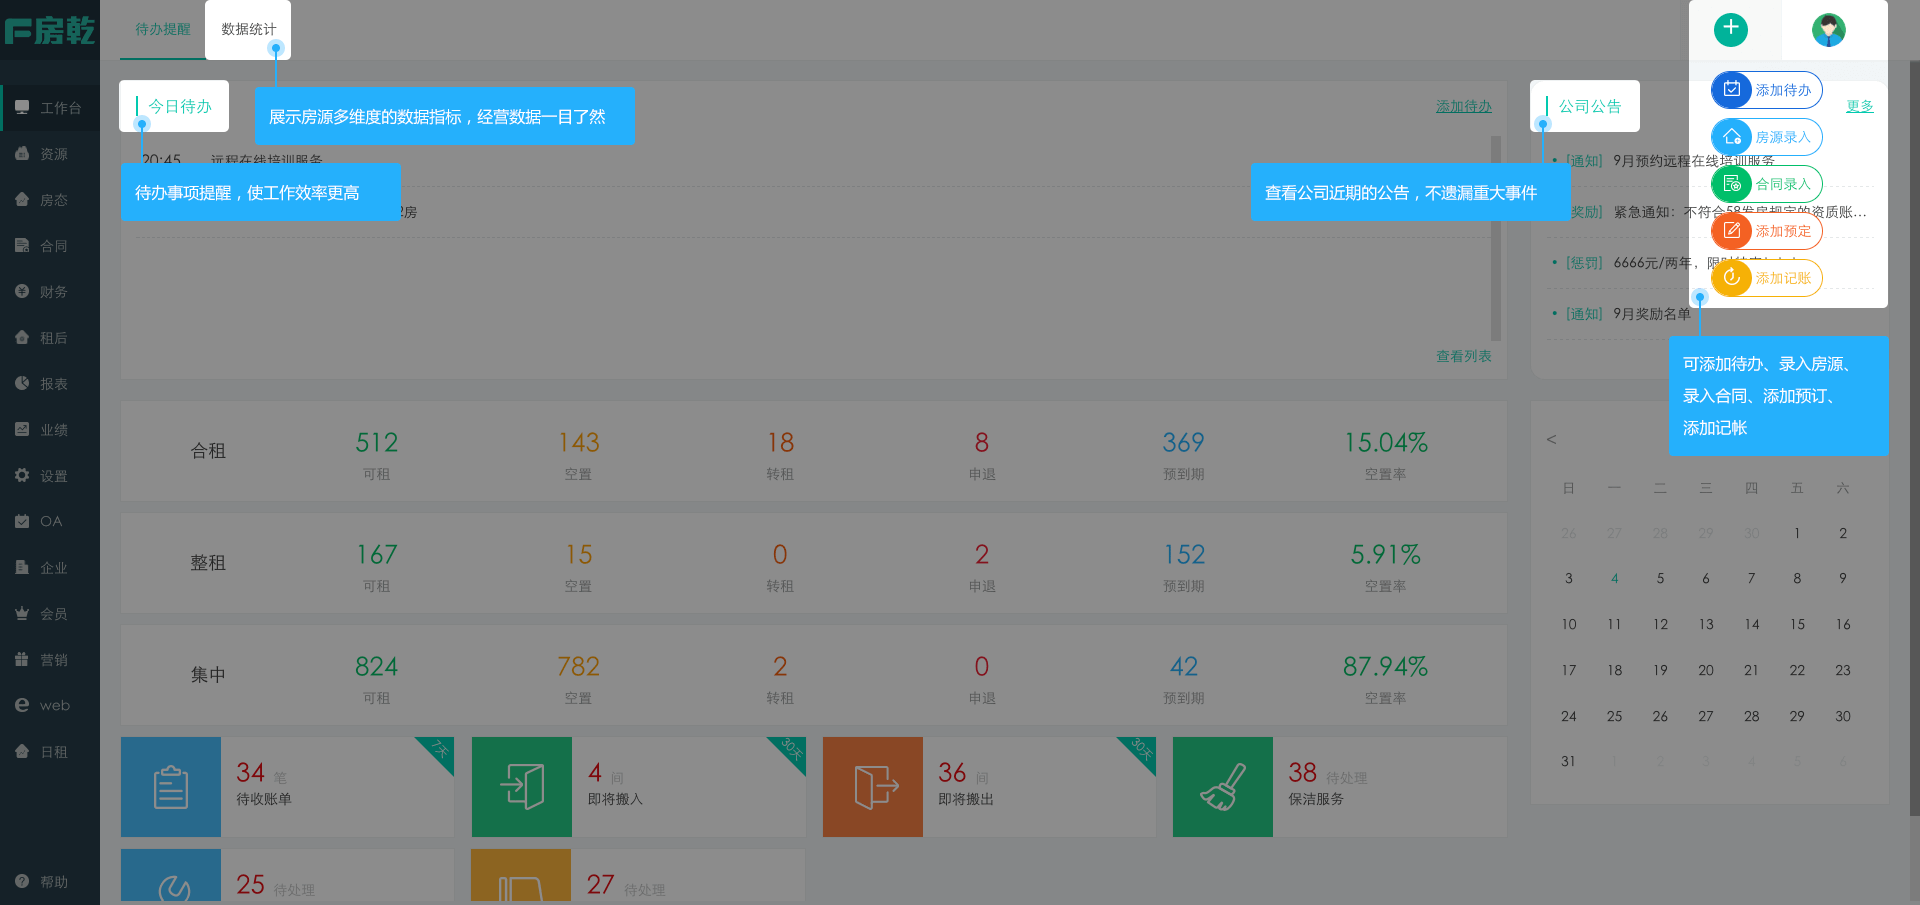 房乾
待办提醒
数据统计
工作台
资源
房态
合同
财务
租后
报表
业绩
设置
OA
企业
会员
营销
web
日租
帮助
今日待办
添加待办
展示房源多维度的数据指标，经营数据一目了然
20:45 远程在线培训服务
待办事项提醒，使工作效率更高
2房
查看列表
公司公告
更多
[通知] 9月预约远程在线培训服务
查看公司近期的公告，不遗漏重大事件
奖励] 紧急通知：不符合58发房规定的资质账...
[惩罚] 6666元/两年，限时
[通知] 9月奖励名单
添加待办
房源录入
合同录入
添加预定
添加记账
可添加待办、录入房源、
录入合同、添加预订、
添加记帐
合租
512 143 18 8 369 15.04%
可租 空置 转租 申退 预到期 空置率
整租
167 15 0 2 152 5.91%
可租 空置 转租 申退 预到期 空置率
集中
824 782 2 0 42 87.94%
可租 空置 转租 申退 预到期 空置率
34 笔
待收账单
7天
4 间
即将搬入
30天
36 间
即将搬出
30天
38 待处理
保洁服务
25 待处理
27 待处理
<
日 一 二 三 四 五 六
26 27 28 29 30 1 2
3 4 5 6 7 8 9
10 11 12 13 14 15 16
17 18 19 20 21 22 23
24 25 26 27 28 29 30
31 1 2 3 4 5 6